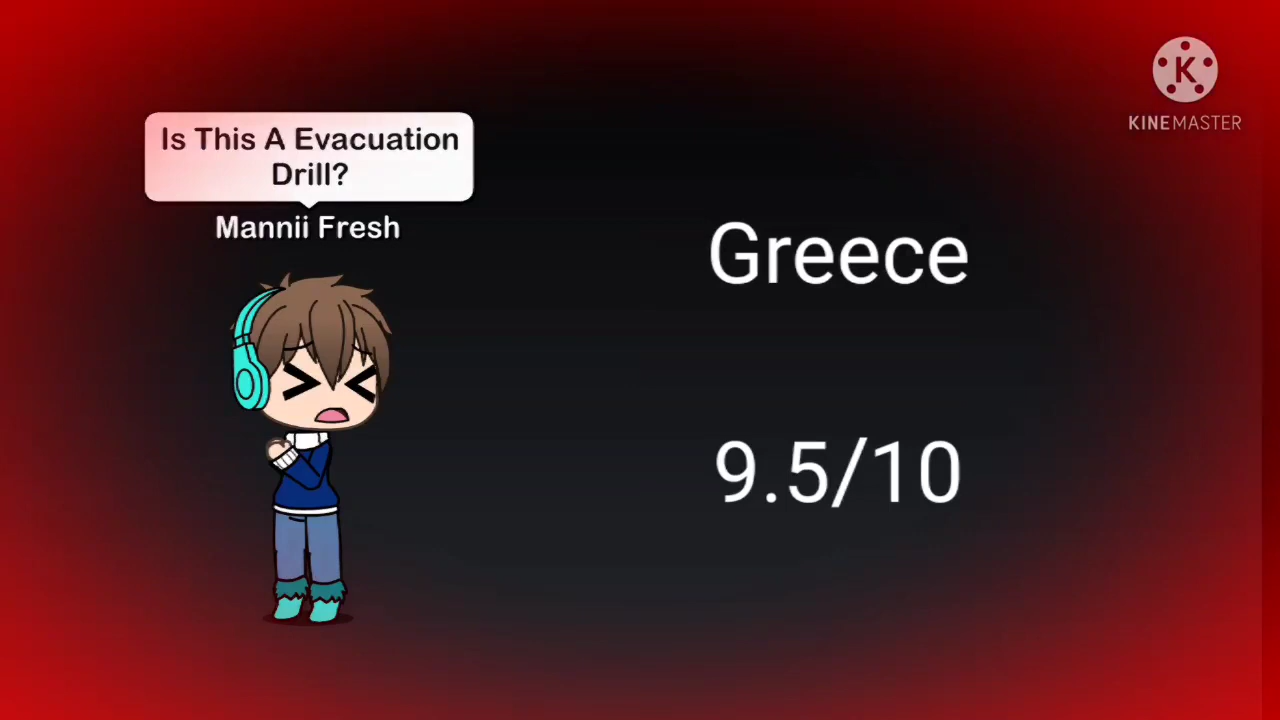 Is This A Evacuation
Drill?
Mannii Fresh
Greece
9.5/10
K
KINEMASTER